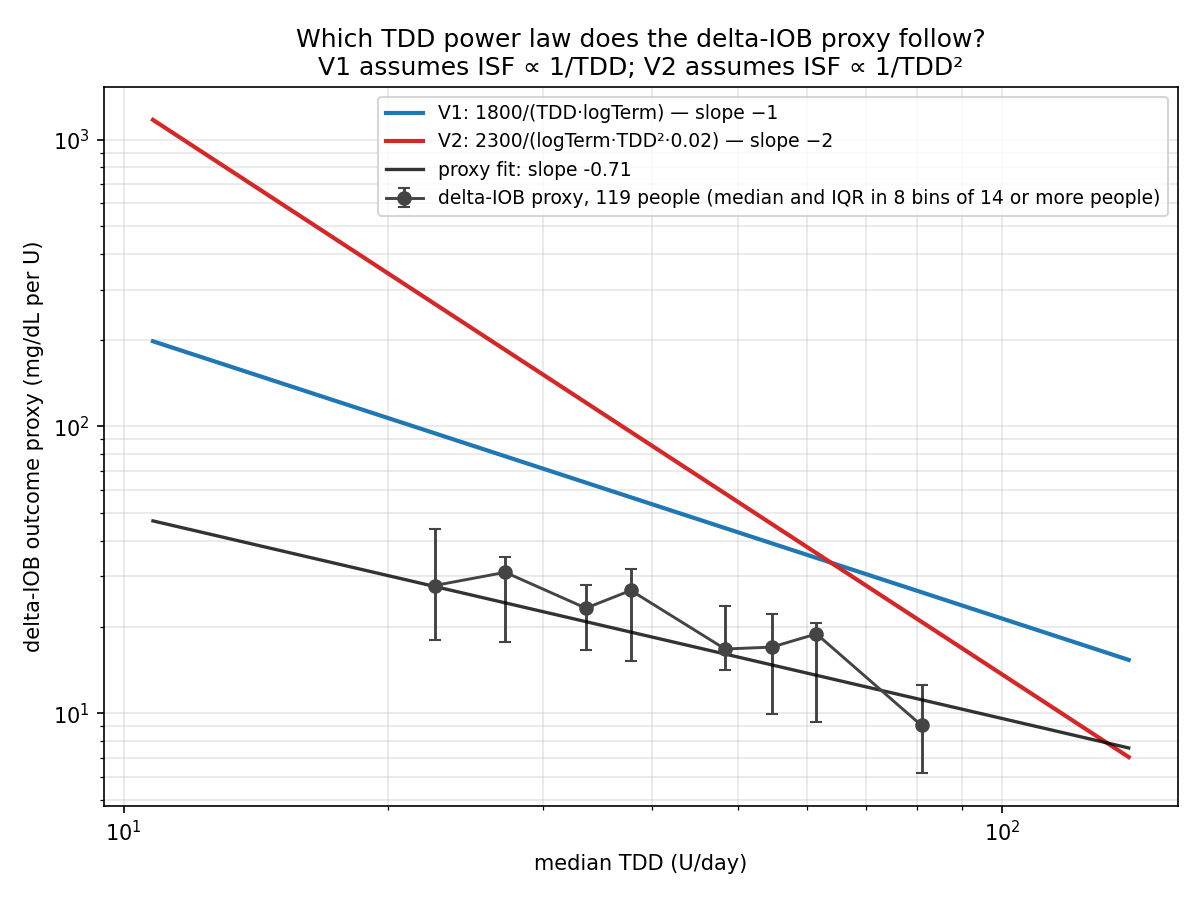 Which TDD power law does the delta-IOB proxy follow?
V1 assumes ISF ∝ 1/TDD; V2 assumes ISF ∝ 1/TDD²
V1: 1800/(TDD·logTerm) — slope −1
V2: 2300/(logTerm·TDD²·0.02) — slope −2
proxy fit: slope -0.71
delta-IOB proxy, 119 people (median and IQR in 8 bins of 14 or more people)
delta-IOB outcome proxy (mg/dL per U)
10³
10²
10¹
10¹
10²
median TDD (U/day)